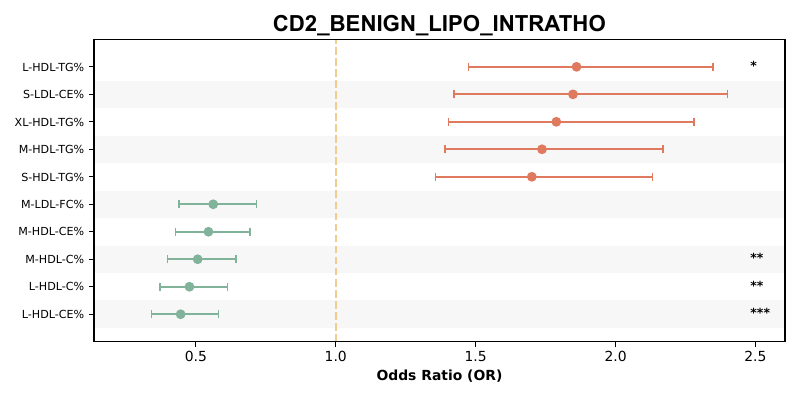 CD2_BENIGN_LIPO_INTRATHO
L-HDL-TG% *
S-LDL-CE%
XL-HDL-TG%
M-HDL-TG%
S-HDL-TG%
M-LDL-FC%
M-HDL-CE%
M-HDL-C% **
L-HDL-C% **
L-HDL-CE% ***
0.5 1.0 1.5 2.0 2.5
Odds Ratio (OR)